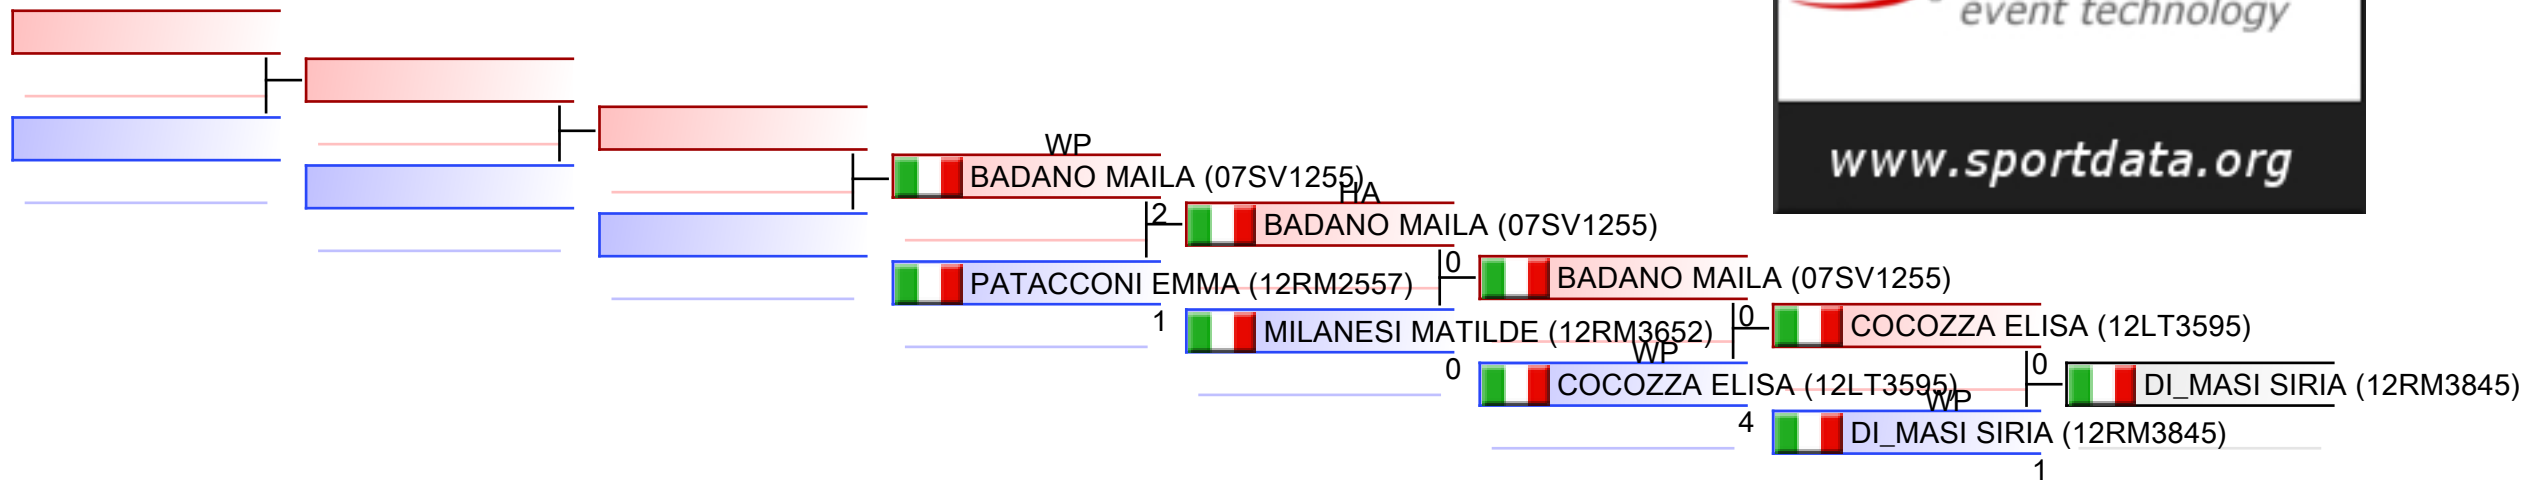 event technology
www.sportdata.org
WP
BADANO MAILA (07SV1255)
HA
2
BADANO MAILA (07SV1255)
PATACCONI EMMA (12RM2557)
0
BADANO MAILA (07SV1255)
1
MILANESI MATILDE (12RM3652)
0
COCOZZA ELISA (12LT3595)
WP
0
COCOZZA ELISA (12LT3595)
0
DI_MASI SIRIA (12RM3845)
WP
4
DI_MASI SIRIA (12RM3845)
1